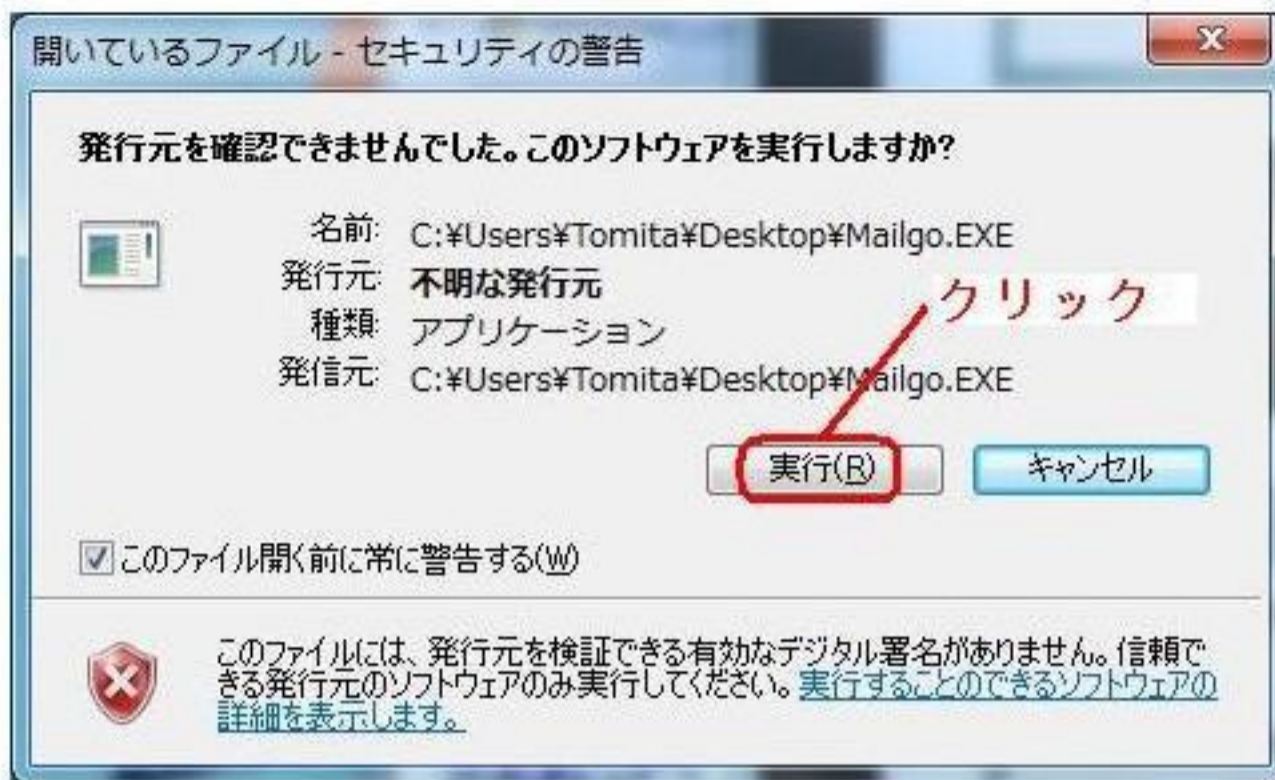 開いているファイル - セキュリティの警告
発行元を確認できませんでした。このソフトウェアを実行しますか?
名前: C:¥Users¥Tomita¥Desktop¥Mailgo.EXE
発行元: 不明な発行元
クリック
種類: アプリケーション
発信元: C:¥Users¥Tomita¥Desktop¥Mailgo.EXE
実行(R) キャンセル
このファイル開く前に常に警告する(W)
このファイルには、発行元を検証できる有効なデジタル署名がありません。信頼で
きる発行元のソフトウェアのみ実行してください。実行することのできるソフトウェアの
詳細を表示します。